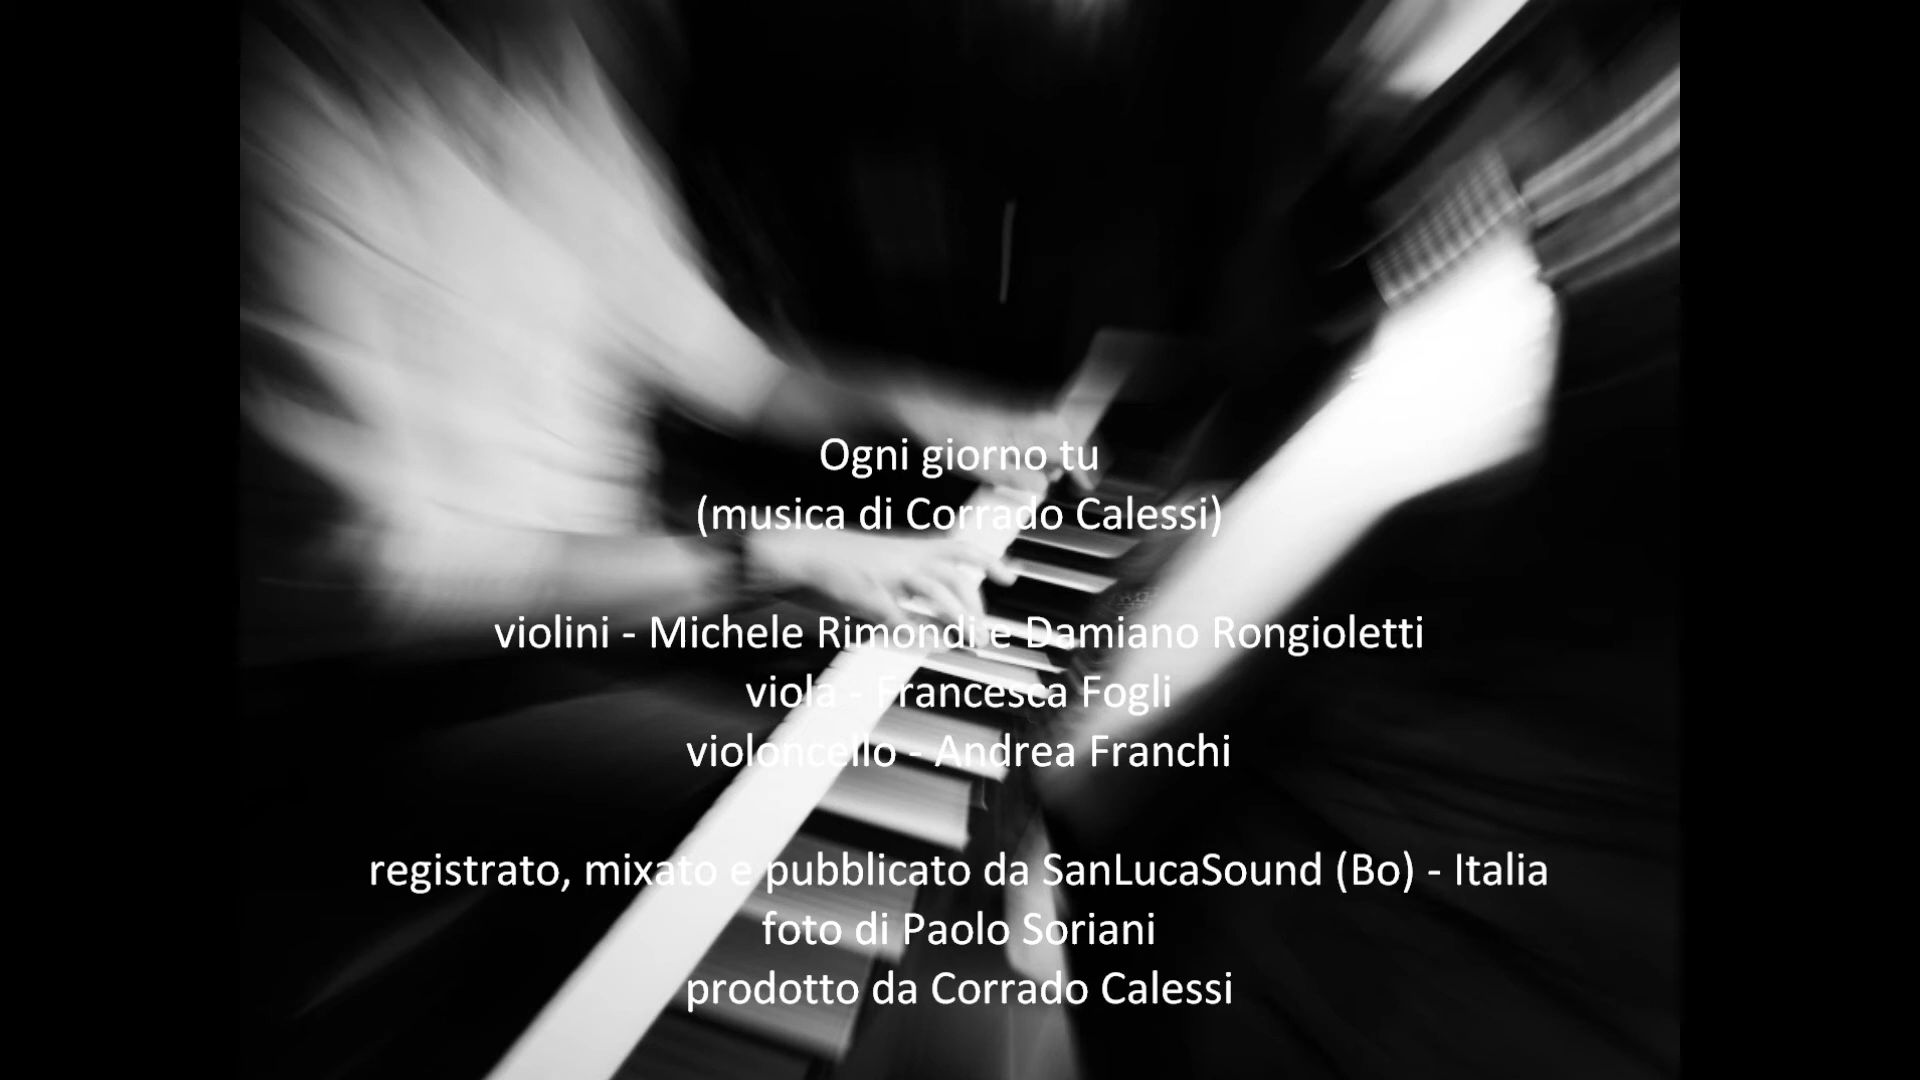 Ogni giorno tu
(musica di Corrado Calessi)
violini - Michele Rimondi e Damiano Rongioletti
viola - Francesca Fogli
violoncello - Andrea Franchi
registrato, mixato e pubblicato da SanLucaSound (Bo) - Italia
foto di Paolo Soriani
prodotto da Corrado Calessi